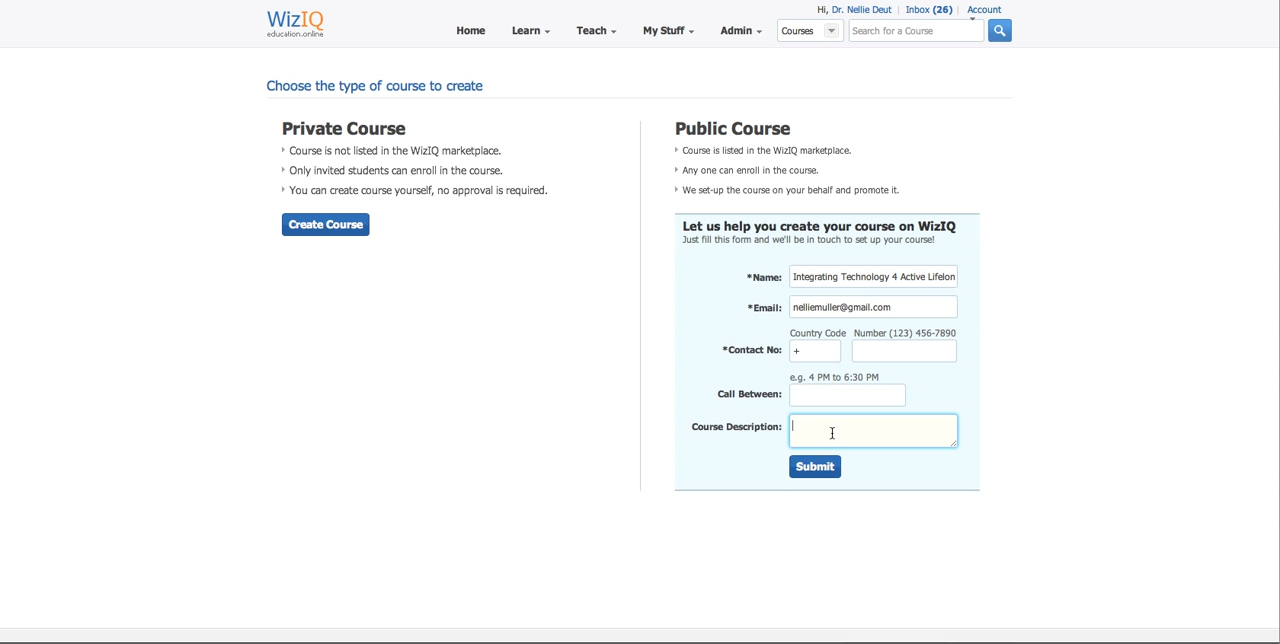 WizIQ
education.online
Hi, Dr. Nellie Deut | Inbox (26) | Account
Home Learn Teach My Stuff Admin Courses Search for a Course
Choose the type of course to create
Private Course
Course is not listed in the WizIQ marketplace.
Only invited students can enroll in the course.
You can create course yourself, no approval is required.
Create Course
Public Course
Course is listed in the WizIQ marketplace.
Any one can enroll in the course.
We set-up the course on your behalf and promote it.
Let us help you create your course on WizIQ
Just fill this form and we'll be in touch to set up your course!
*Name: Integrating Technology 4 Active Lifelon
*Email: nelliemuller@gmail.com
Country Code Number (123) 456-7890
*Contact No: +
e.g. 4 PM to 6:30 PM
Call Between:
Course Description:
Submit